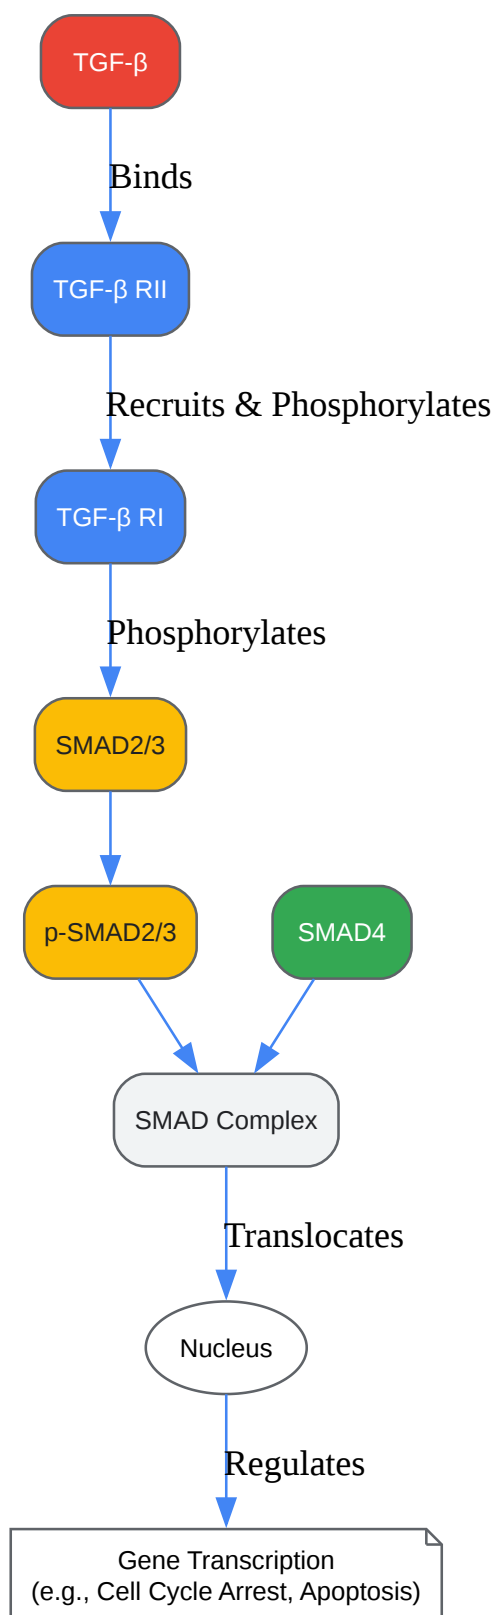 TGF-β
Binds
TGF-β RII
Recruits & Phosphorylates
TGF-β RI
Phosphorylates
SMAD2/3
p-SMAD2/3
SMAD4
SMAD Complex
Translocates
Nucleus
Regulates
Gene Transcription
(e.g., Cell Cycle Arrest, Apoptosis)